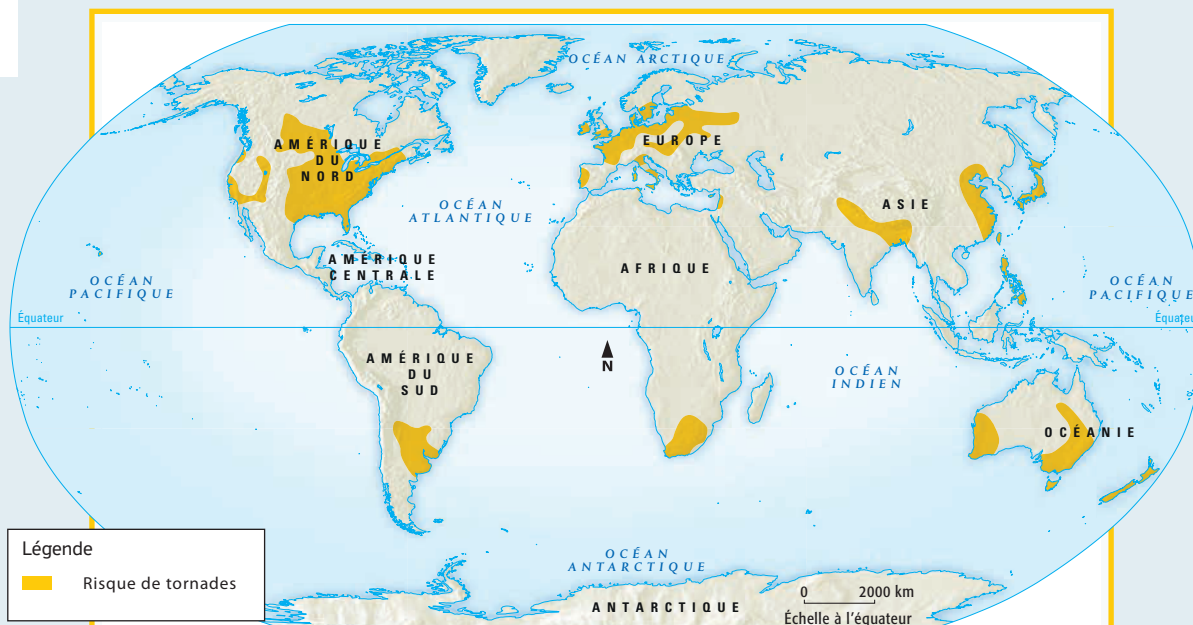 OCÉAN ARCTIQUE
AMÉRIQUE
DU
NORD
EUROPE
ASIE
OCÉAN
ATLANTIQUE
AMÉRIQUE
CENTRALE
AFRIQUE
OCÉAN
PACIFIQUE
OCÉAN
PACIFIQUE
Équateur
Équateur
N
AMÉRIQUE
DU
SUD
OCÉAN
INDIEN
OCÉANIE
Légende
Risque de tornades
OCÉAN
ANTARCTIQUE
ANTARCTIQUE
0 2000 km
Échelle à l'équateur